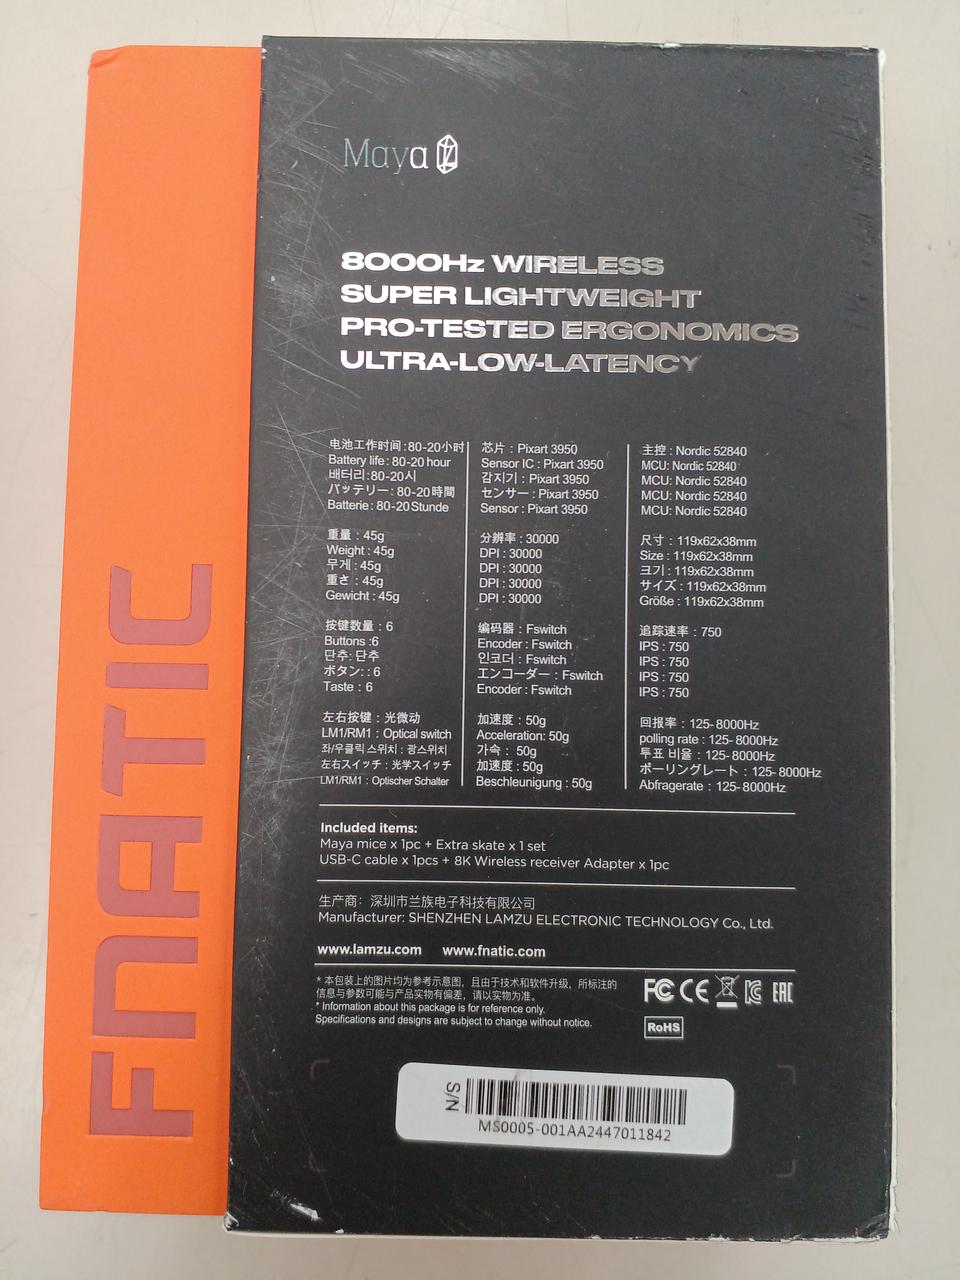 FNATIC
Maya
8000Hz WIRELESS
SUPER LIGHTWEIGHT
PRO-TESTED ERGONOMICS
ULTRA-LOW-LATENCY
电池工作时间:80-20小时
Battery life: 80-20 hour
배터리:80-20시
バッテリー: 80-20時間
Batterie: 80-20 Stunde
重量 : 45g
Weight : 45g
무게 : 45g
重さ : 45g
Gewicht : 45g
按键数量 : 6
Buttons :6
단추: 단추
ボタン: : 6
Taste : 6
左右按键 : 光微动
LM1/RM1 : Optical switch
좌/우클릭 스위치 : 광스위치
左右スイッチ : 光学スイッチ
LM1/RM1 : Optischer Schalter
芯片 : Pixart 3950
Sensor IC : Pixart 3950
감지기 : Pixart 3950
センサー : Pixart 3950
Sensor : Pixart 3950
分辨率 : 30000
DPI : 30000
DPI : 30000
DPI : 30000
DPI : 30000
编码器 : Fswitch
Encoder : Fswitch
인코더 : Fswitch
エンコーダー : Fswitch
Encoder : Fswitch
加速度 : 50g
Acceleration: 50g
가속 : 50g
加速度 : 50g
Beschleunigung : 50g
主控 : Nordic 52840
MCU: Nordic 52840
MCU: Nordic 52840
MCU: Nordic 52840
MCU: Nordic 52840
尺寸 : 119x62x38mm
Size : 119x62x38mm
크기 : 119x62x38mm
サイズ : 119x62x38mm
Größe : 119x62x38mm
追踪速率 : 750
IPS : 750
IPS : 750
IPS : 750
IPS : 750
回报率 : 125- 8000Hz
polling rate : 125- 8000Hz
투표 비율 : 125- 8000Hz
ポーリングレート : 125- 8000Hz
Abfragerate : 125- 8000Hz
Included items:
Maya mice x 1pc + Extra skate x 1 set
USB-C cable x 1pcs + 8K Wireless receiver Adapter x 1pc
生产商: 深圳市兰族电子科技有限公司
Manufacturer: SHENZHEN LAMZU ELECTRONIC TECHNOLOGY Co., Ltd.
www.lamzu.com www.fnatic.com
* 本包装上的图片均为参考示意图，且由于技术和软件升级，所标注的
信息与参数可能与产品实物有偏差，请以实物为准。
* Information about this package is for reference only.
Specifications and designs are subject to change without notice.
FC CE EAC
RoHS
S/N
MS0005-001AA2447011842